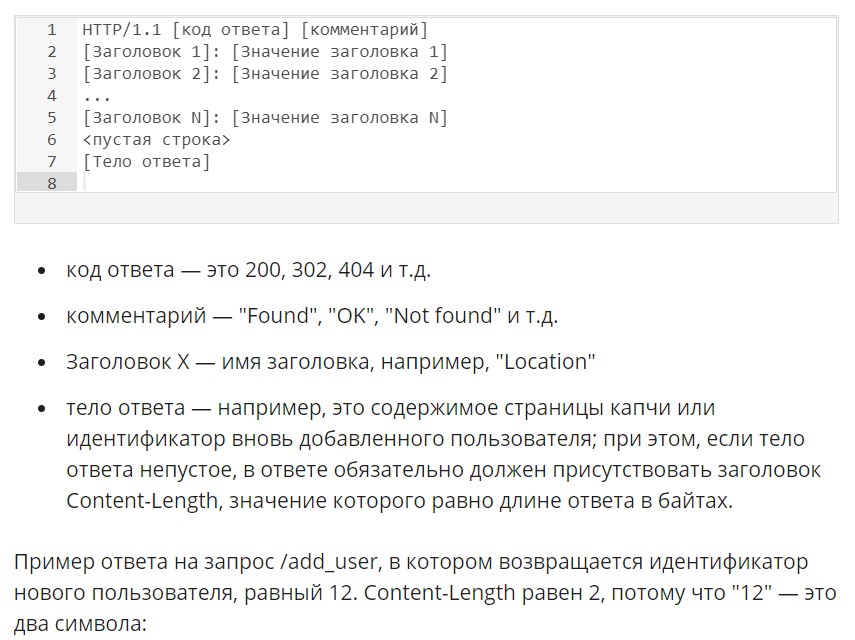 1 HTTP/1.1 [код ответа] [комментарий]
2 [Заголовок 1]: [Значение заголовка 1]
3 [Заголовок 2]: [Значение заголовка 2]
4 ...
5 [Заголовок N]: [Значение заголовка N]
6 <пустая строка>
7 [Тело ответа]
8
• код ответа — это 200, 302, 404 и т.д.
• комментарий — "Found", "OK", "Not found" и т.д.
• Заголовок X — имя заголовка, например, "Location"
• тело ответа — например, это содержимое страницы капчи или
идентификатор вновь добавленного пользователя; при этом, если тело
ответа непустое, в ответе обязательно должен присутствовать заголовок
Content-Length, значение которого равно длине ответа в байтах.
Пример ответа на запрос /add_user, в котором возвращается идентификатор
нового пользователя, равный 12. Content-Length равен 2, потому что "12" — это
два символа: